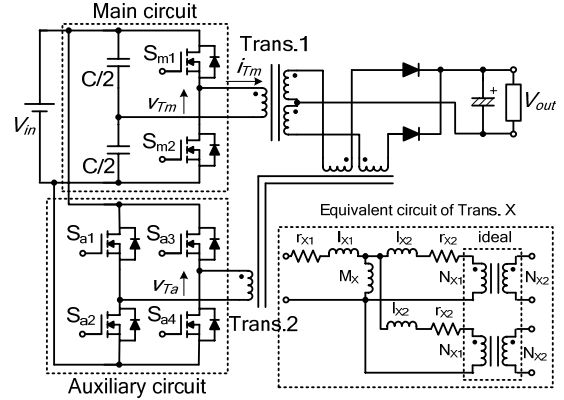 Main circuit
Trans.1
Sm1
iTm
C/2
vTm
Vin
Sm2
C/2
+
Vout
Equivalent circuit of Trans. X
Sa1
Sa3
rX1
lX1
lX2
rX2
ideal
MX
NX1
NX2
vTa
Sa2
Sa4
Trans.2
lX2
rX2
NX1
NX2
Auxiliary circuit